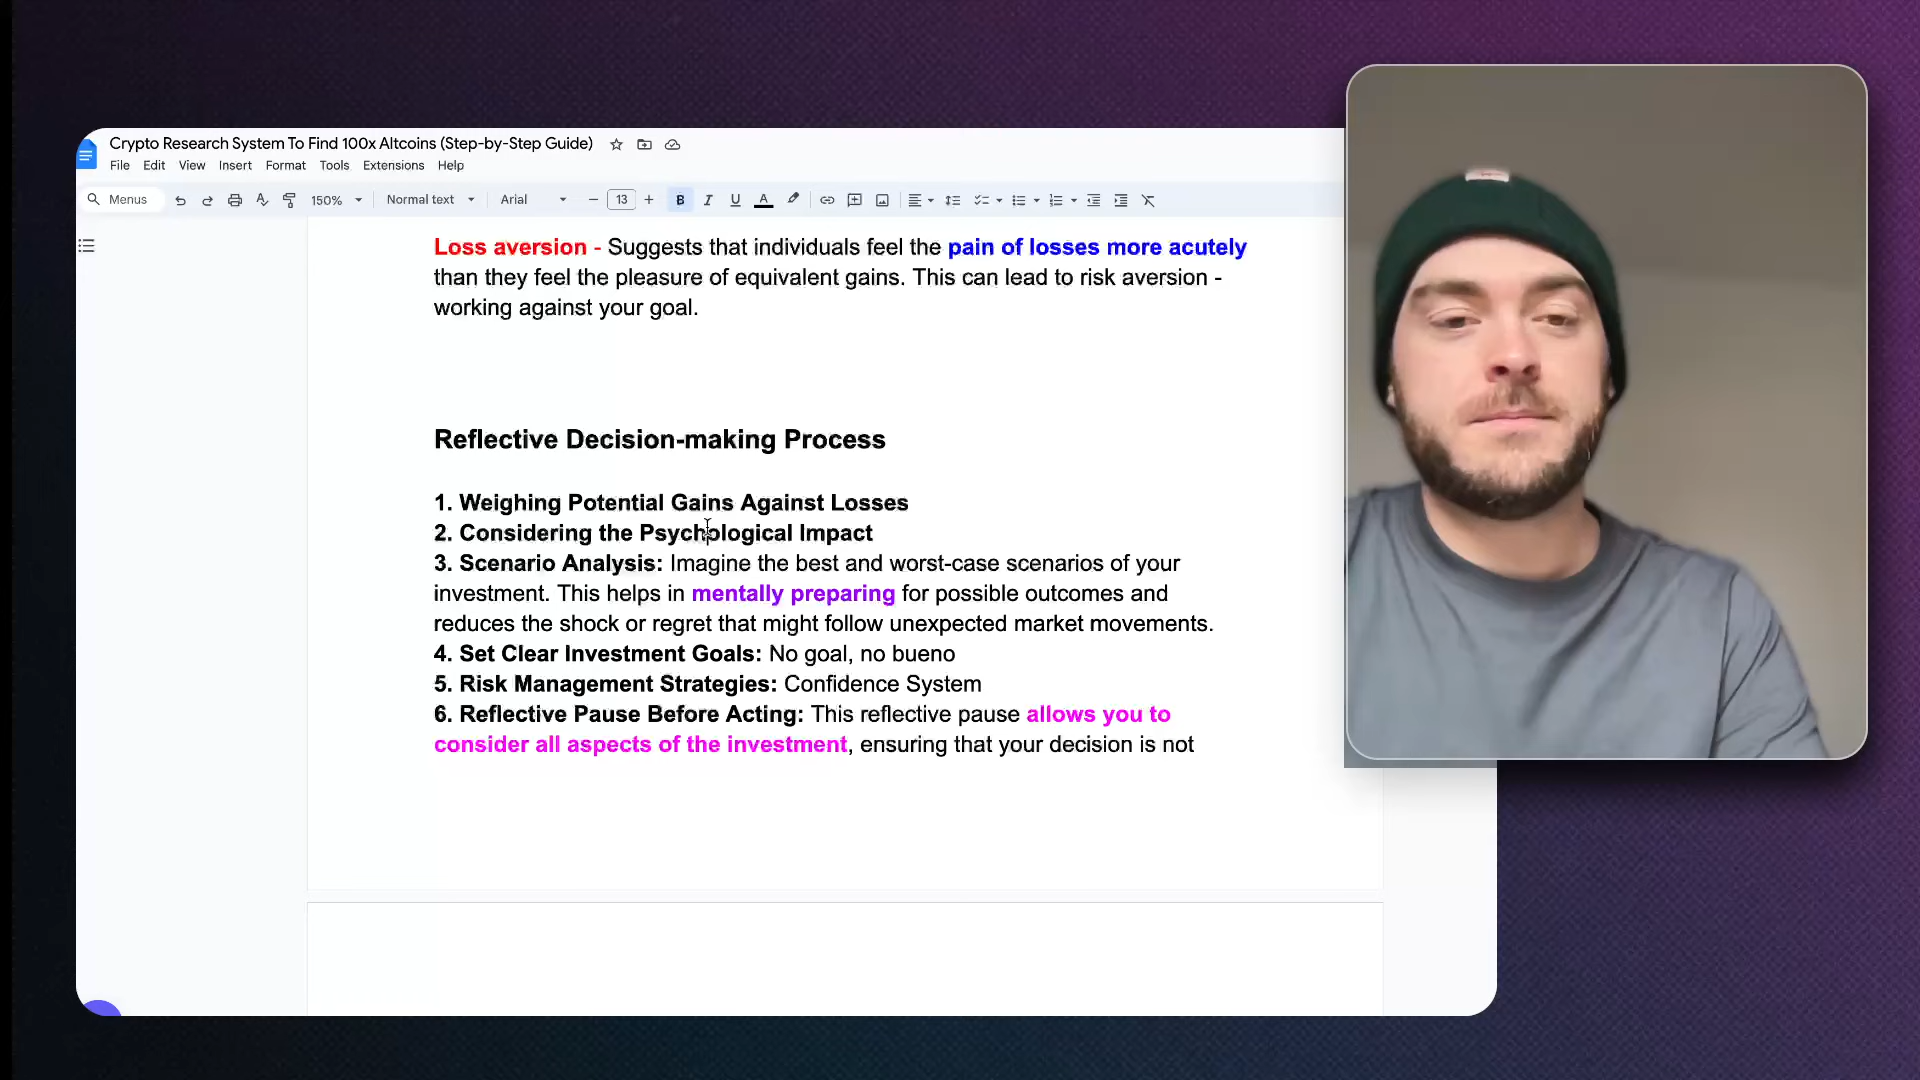 Crypto Research System To Find 100x Altcoins (Step-by-Step Guide)
File Edit View Insert Format Tools Extensions Help
Menus 150% Normal text Arial 13 B I U A
Loss aversion - Suggests that individuals feel the pain of losses more acutely
than they feel the pleasure of equivalent gains. This can lead to risk aversion -
working against your goal.
Reflective Decision-making Process
1. Weighing Potential Gains Against Losses
2. Considering the Psychological Impact
3. Scenario Analysis: Imagine the best and worst-case scenarios of your
investment. This helps in mentally preparing for possible outcomes and
reduces the shock or regret that might follow unexpected market movements.
4. Set Clear Investment Goals: No goal, no bueno
5. Risk Management Strategies: Confidence System
6. Reflective Pause Before Acting: This reflective pause allows you to
consider all aspects of the investment, ensuring that your decision is not